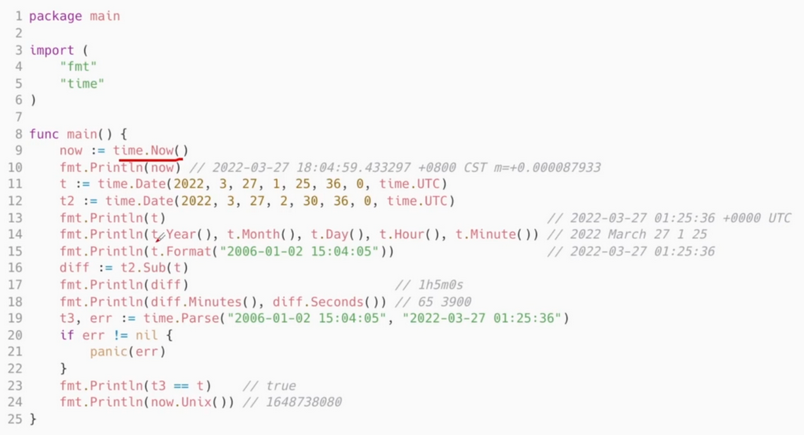 1 package main
2
3 import (
4     "fmt"
5     "time"
6 )
7
8 func main() {
9     now := time.Now()
10     fmt.Println(now) // 2022-03-27 18:04:59.433297 +0800 CST m=+0.000087933
11     t := time.Date(2022, 3, 27, 1, 25, 36, 0, time.UTC)
12     t2 := time.Date(2022, 3, 27, 2, 30, 36, 0, time.UTC)
13     fmt.Println(t) // 2022-03-27 01:25:36 +0000 UTC
14     fmt.Println(t.Year(), t.Month(), t.Day(), t.Hour(), t.Minute()) // 2022 March 27 1 25
15     fmt.Println(t.Format("2006-01-02 15:04:05")) // 2022-03-27 01:25:36
16     diff := t2.Sub(t)
17     fmt.Println(diff) // 1h5m0s
18     fmt.Println(diff.Minutes(), diff.Seconds()) // 65 3900
19     t3, err := time.Parse("2006-01-02 15:04:05", "2022-03-27 01:25:36")
20     if err != nil {
21         panic(err)
22     }
23     fmt.Println(t3 == t) // true
24     fmt.Println(now.Unix()) // 1648738080
25 }